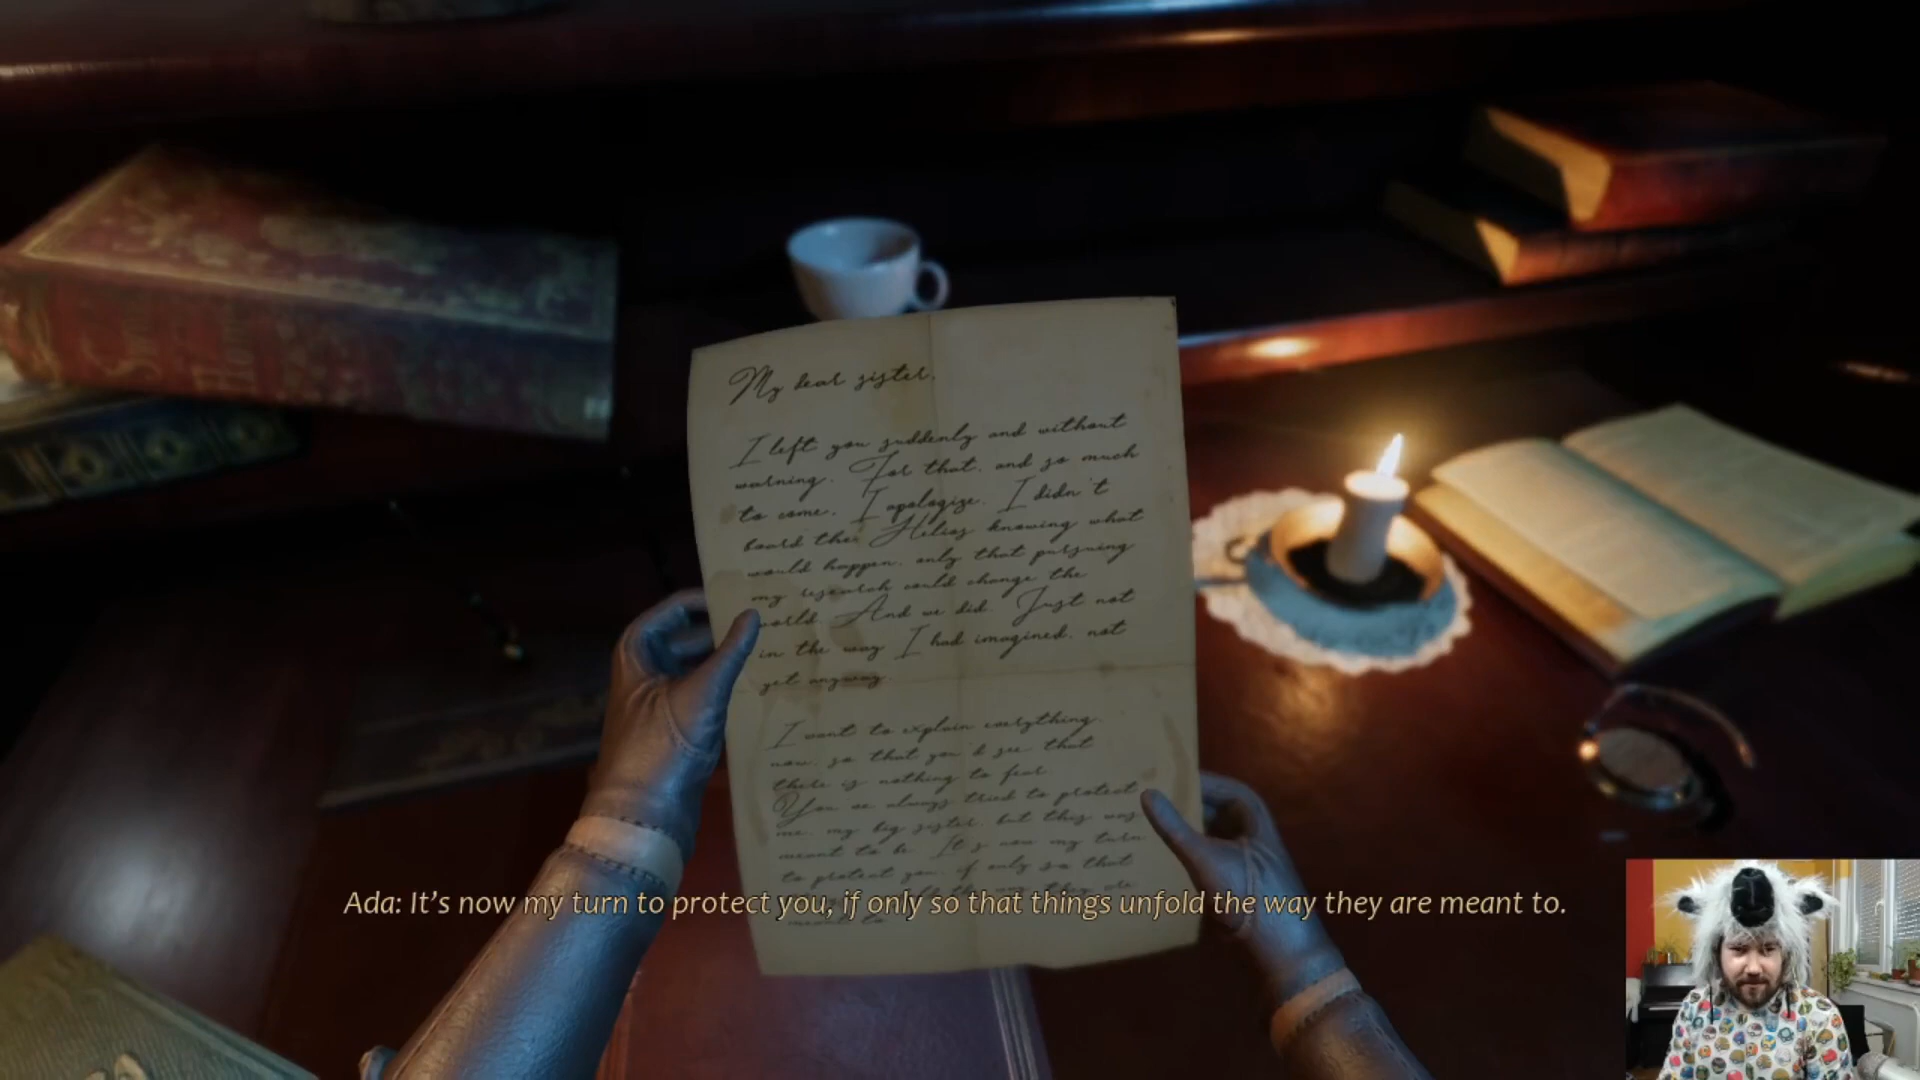 My dear sister,
I left you suddenly and without
warning. For that, and so much
to come, I apologize. I didn't
board the Helios knowing what
would happen, only that pursuing
my research could change the
world. And we did. Just not
in the way I had imagined, not
yet anyway.
I want to explain everything
now, so that you'll see that
there is nothing to fear.
You've always tried to protect
me, my big sister, but this was
meant to be. It's now my turn
to protect you, if only so that
Ada: It's now my turn to protect you, if only so that things unfold the way they are meant to.
meant to